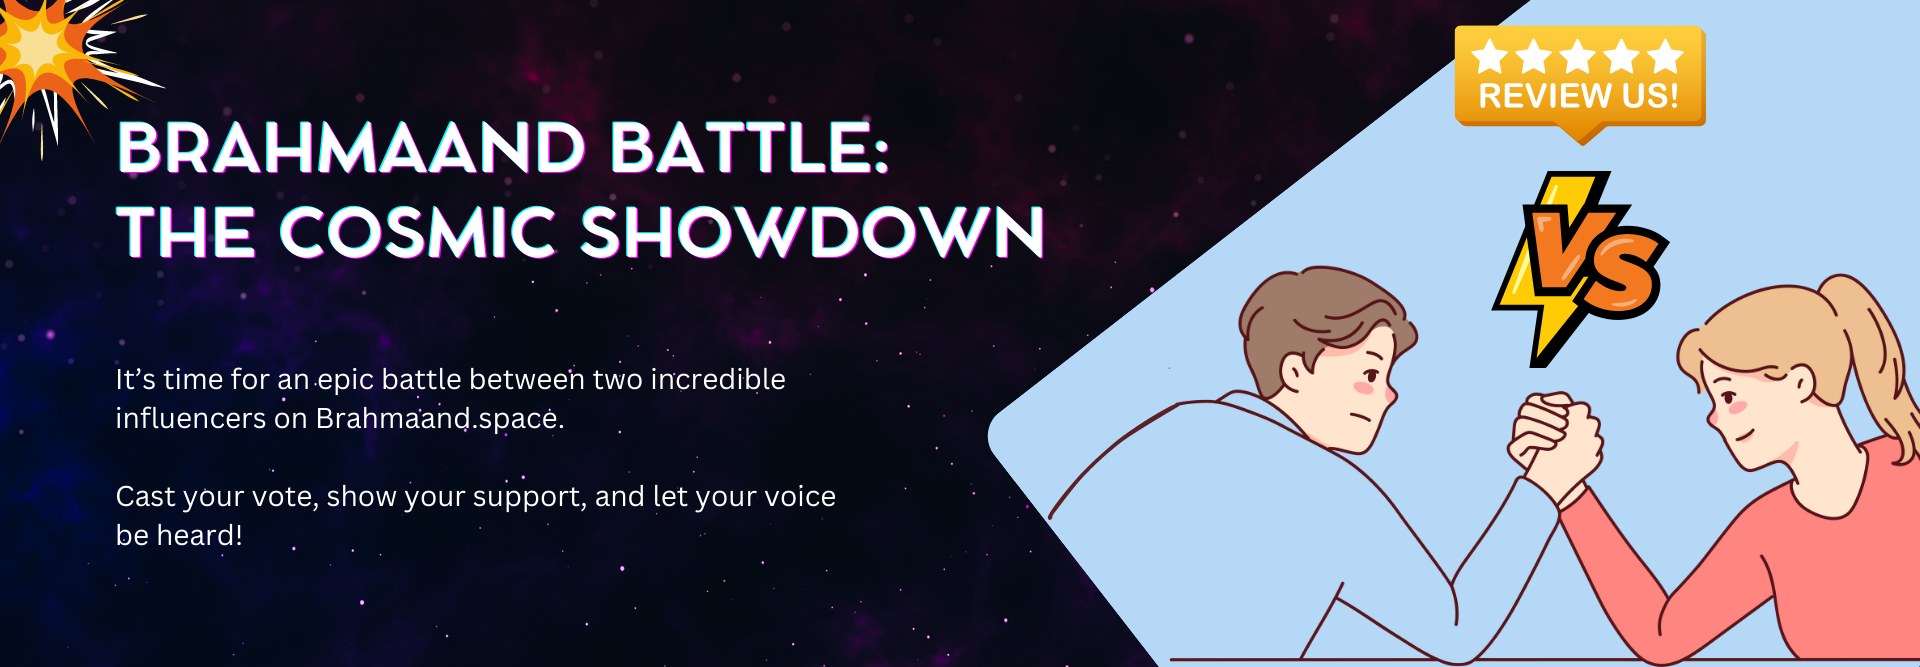 BRAHMAAND BATTLE:
THE COSMIC SHOWDOWN
It's time for an epic battle between two incredible
influencers on Brahmaand.space.
Cast your vote, show your support, and let your voice
be heard!
REVIEW US!
VS